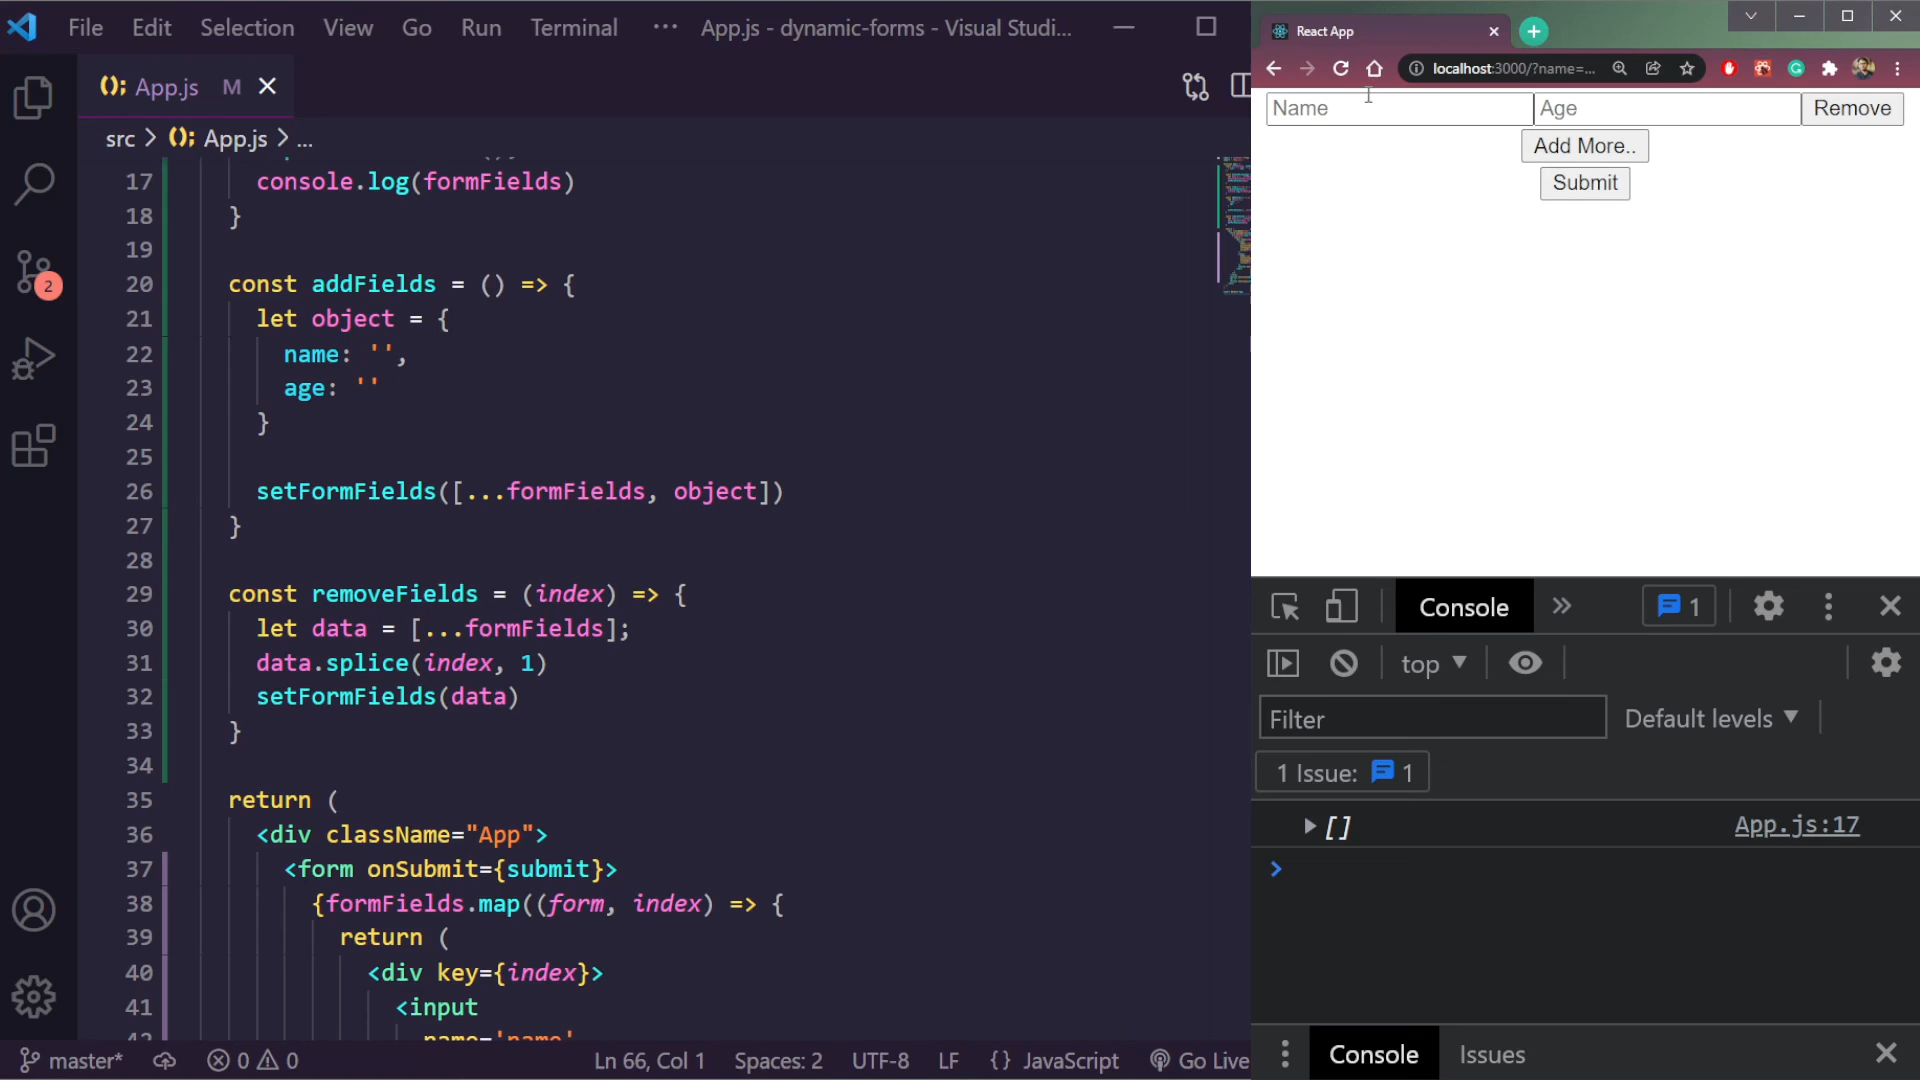 File Edit Selection View Go Run Terminal ··· App.js - dynamic-forms - Visual Studi...
App.js M
src > App.js > ...
17 console.log(formFields)
18 }
19
20 const addFields = () => {
21 let object = {
22 name: '',
23 age: ''
24 }
25
26 setFormFields([...formFields, object])
27 }
28
29 const removeFields = (index) => {
30 let data = [...formFields];
31 data.splice(index, 1)
32 setFormFields(data)
33 }
34
35 return (
36 <div className="App">
37 <form onSubmit={submit}>
38 {formFields.map((form, index) => {
39 return (
40 <div key={index}>
41 <input
42 name='name'
2
master* 0 0 Ln 66, Col 1 Spaces: 2 UTF-8 LF {} JavaScript Go Live
React App
localhost:3000/?name=...
Name Age Remove
Add More..
Submit
Console » 1
top
Filter Default levels
1 Issue: 1
[] App.js:17
Console Issues